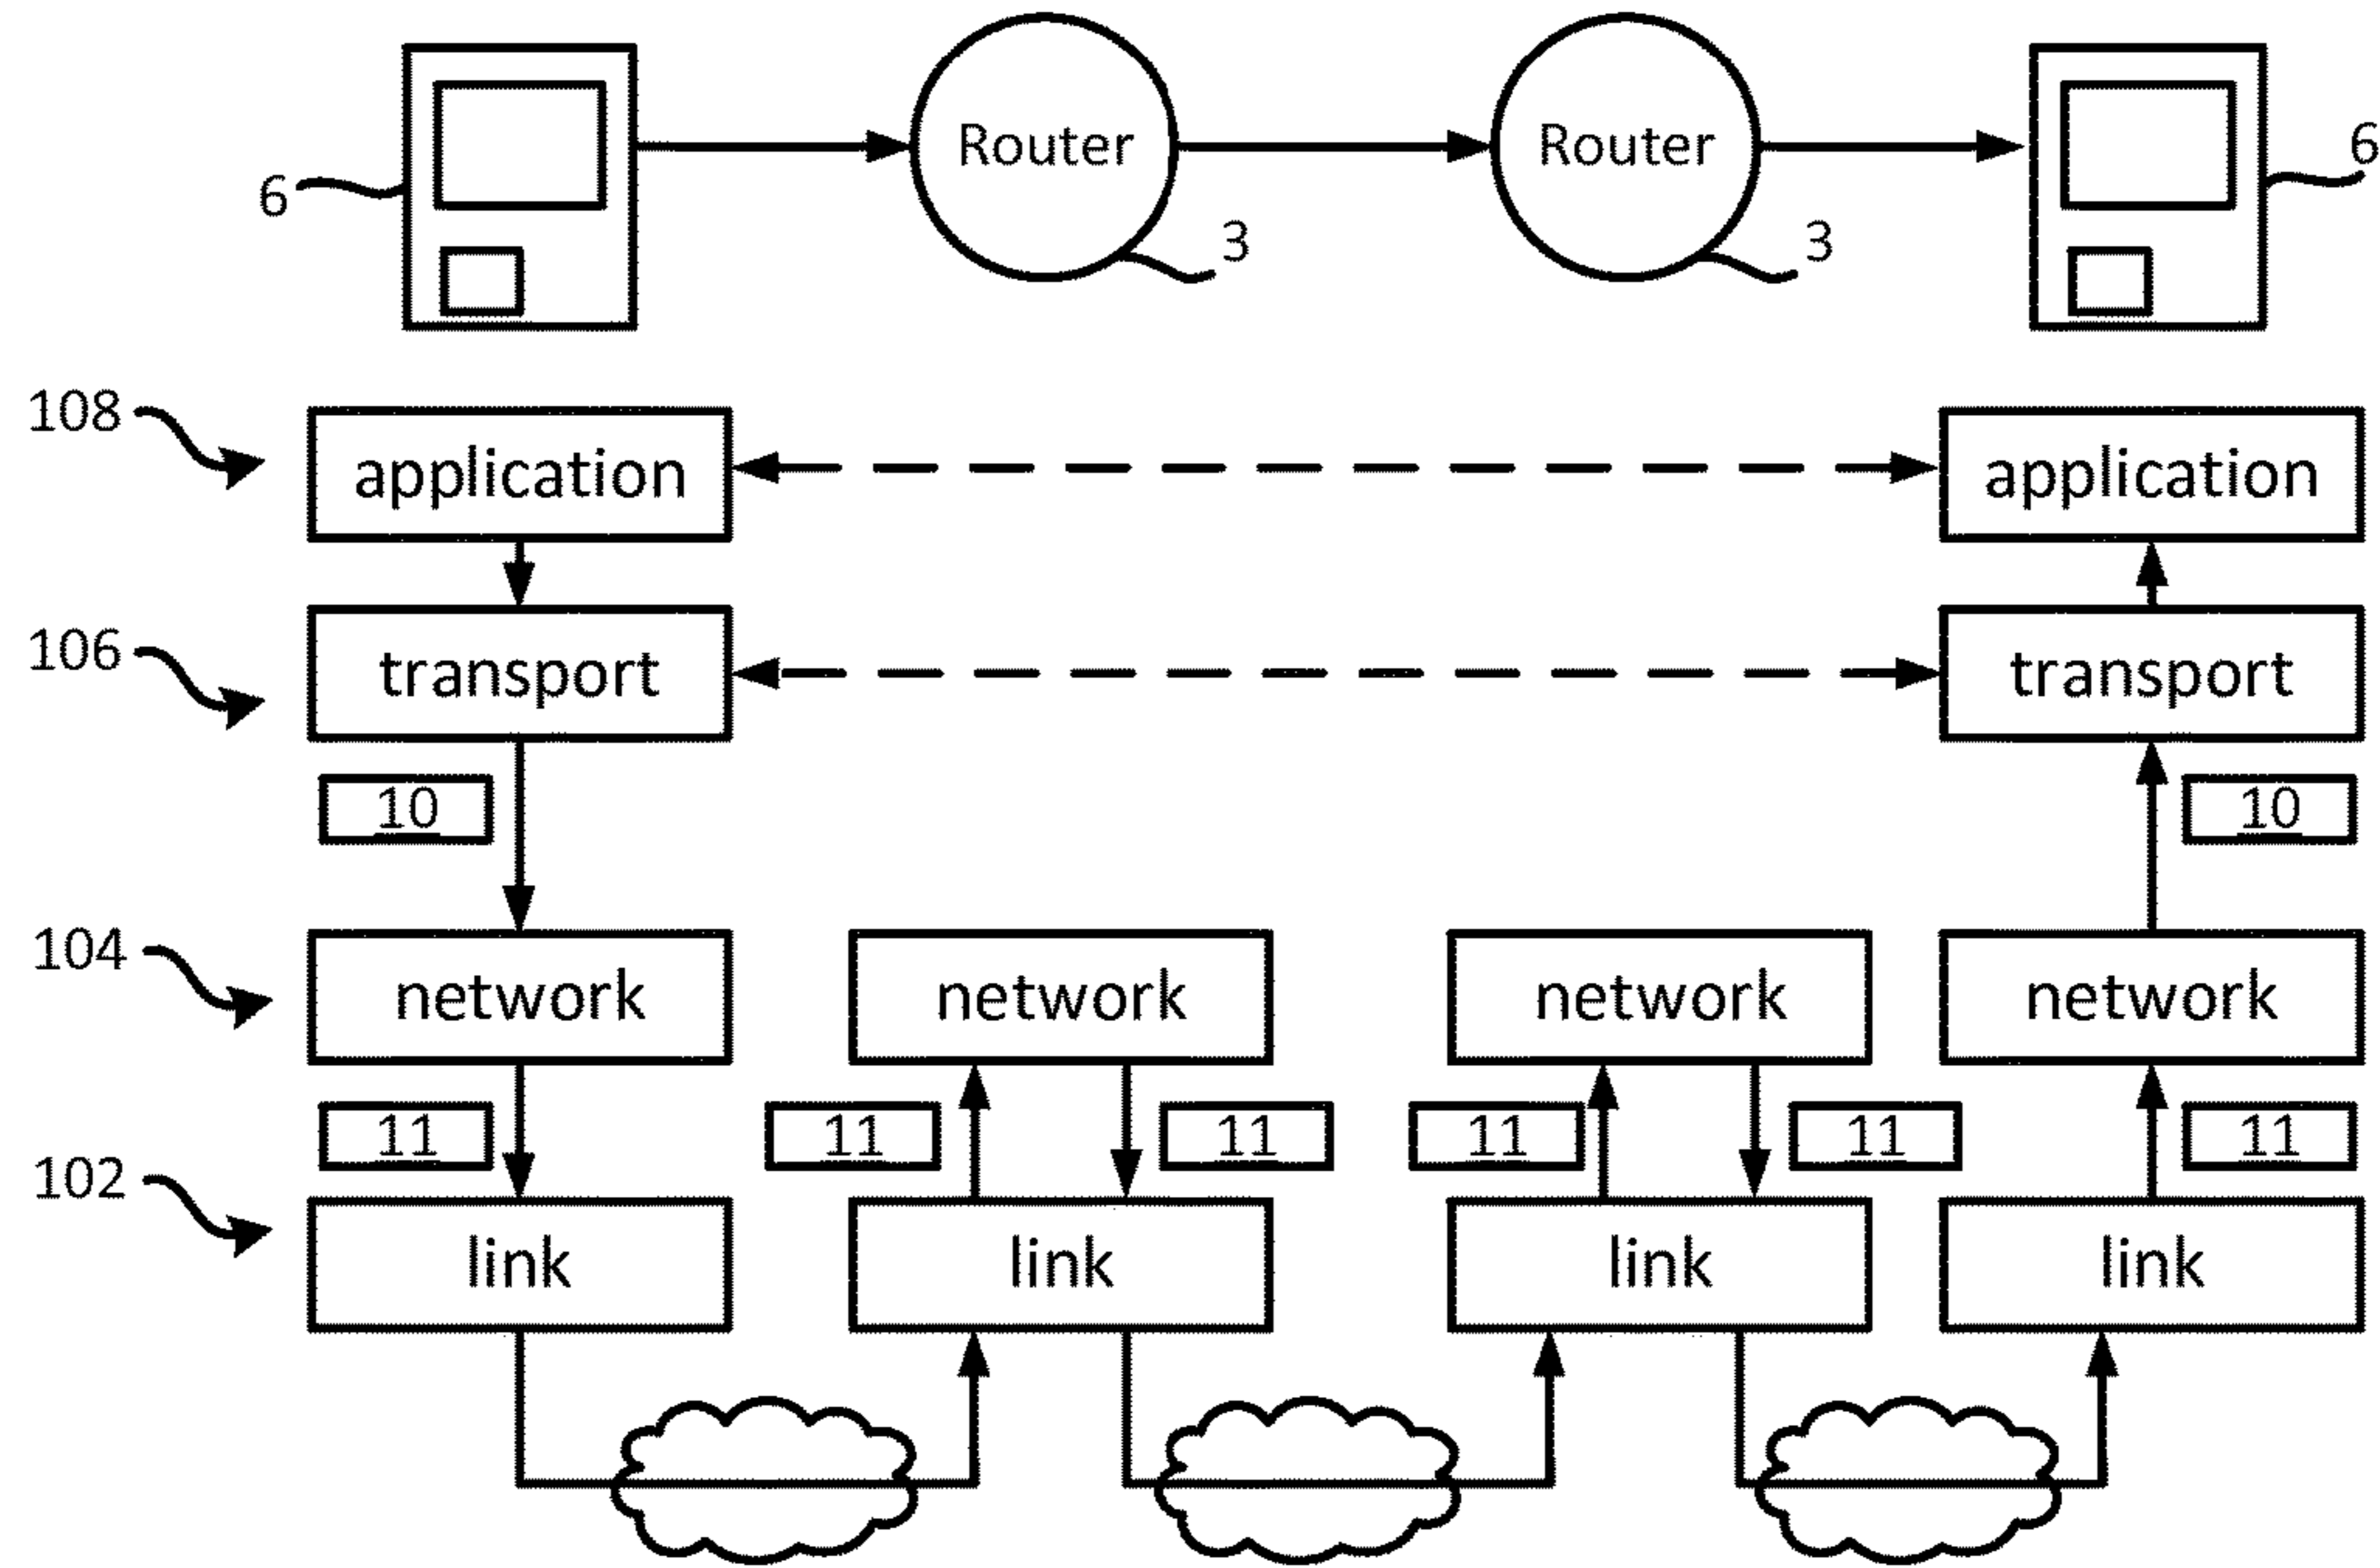 Router Router
6 6
3 3
108 application application
106 transport transport
10 10
104 network network network network
11 11 11 11 11 11
102 link link link link